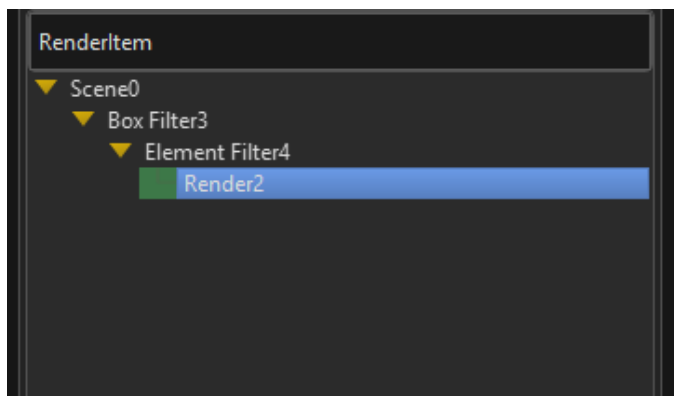 RenderItem
Scene0
Box Filter3
Element Filter4
Render2